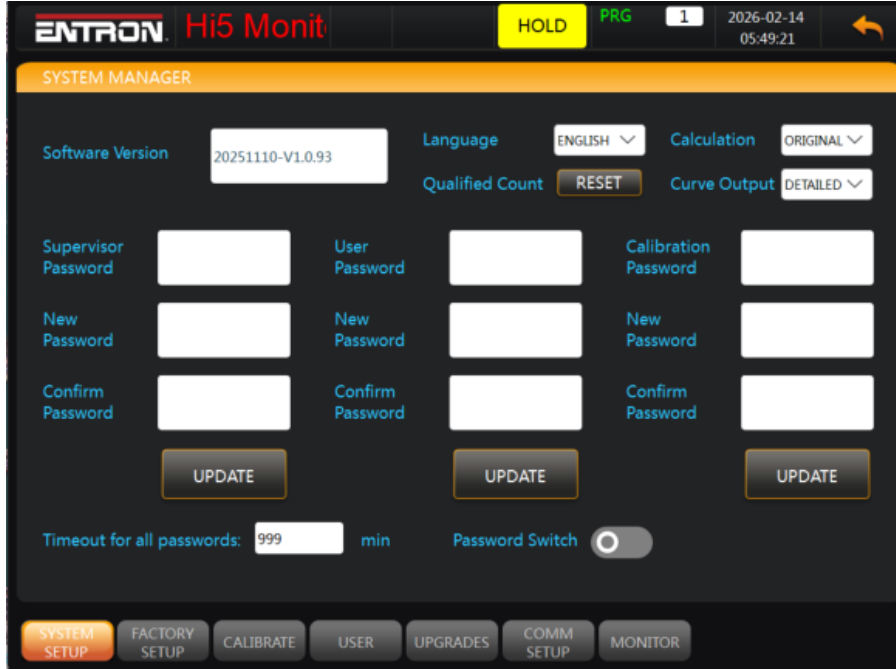 ENTRON. Hi5 Monit HOLD PRG 1 2026-02-14
05:49:21
SYSTEM MANAGER
Software Version 20251110-V1.0.93 Language ENGLISH Calculation ORIGINAL
Qualified Count RESET Curve Output DETAILED
Supervisor Password User Password Calibration Password
New Password New Password New Password
Confirm Password Confirm Password Confirm Password
UPDATE UPDATE UPDATE
Timeout for all passwords: 999 min Password Switch
SYSTEM SETUP FACTORY SETUP CALIBRATE USER UPGRADES COMM SETUP MONITOR